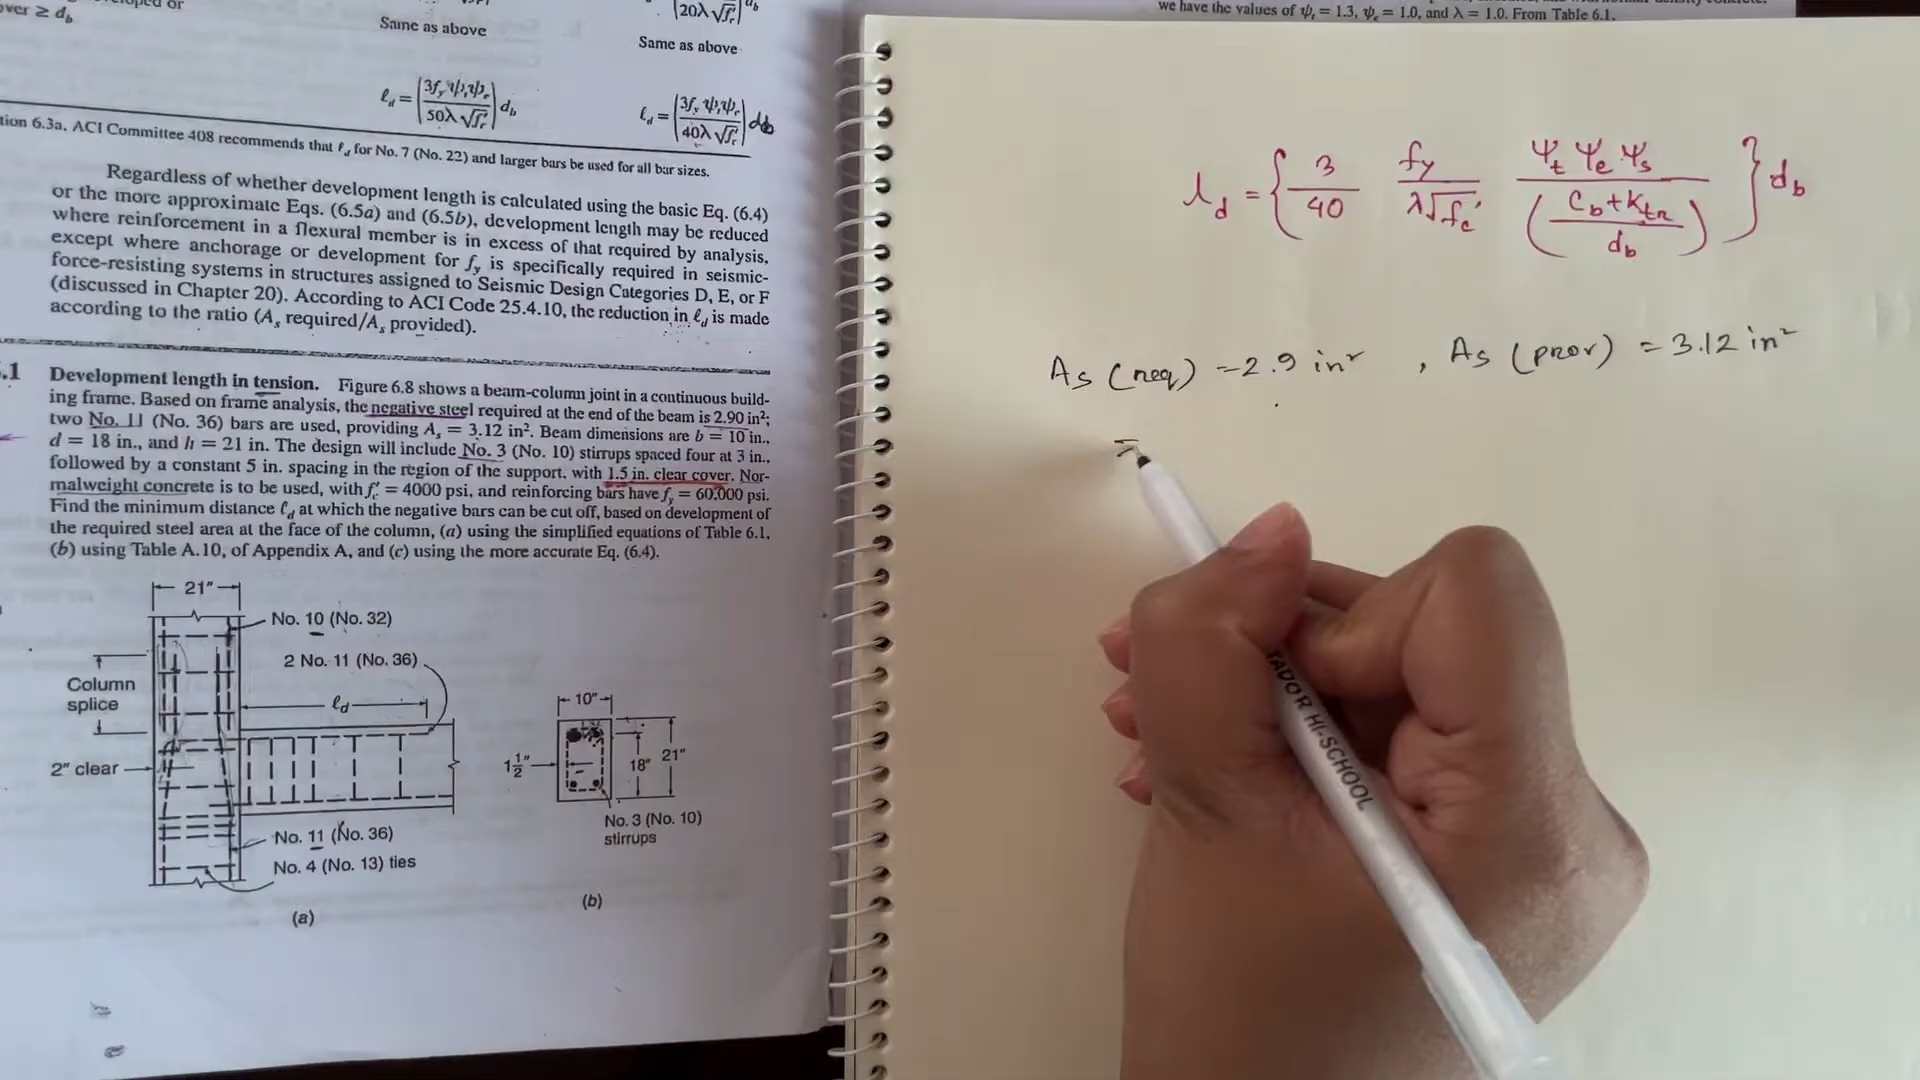 over ≥ d_b
Same as above
Same as above
ℓ_d = (3f_y ψ_t ψ_e / 50λ √f'_c) d_b
ℓ_d = (3f_y ψ_t ψ_e / 40λ √f'_c) d_b
(20λ √f'_c) d_b
tion 6.3a, ACI Committee 408 recommends that ℓ_d for No. 7 (No. 22) and larger bars be used for all bar sizes.
Regardless of whether development length is calculated using the basic Eq. (6.4)
or the more approximate Eqs. (6.5a) and (6.5b), development length may be reduced
where reinforcement in a flexural member is in excess of that required by analysis,
except where anchorage or development for f_y is specifically required in seismic-
force-resisting systems in structures assigned to Seismic Design Categories D, E, or F
(discussed in Chapter 20). According to ACI Code 25.4.10, the reduction in ℓ_d is made
according to the ratio (A_s required/A_s provided).
.1 Development length in tension. Figure 6.8 shows a beam-column joint in a continuous build-
ing frame. Based on frame analysis, the negative steel required at the end of the beam is 2.90 in²;
two No. 11 (No. 36) bars are used, providing A_s = 3.12 in². Beam dimensions are b = 10 in.,
d = 18 in., and h = 21 in. The design will include No. 3 (No. 10) stirrups spaced four at 3 in.,
followed by a constant 5 in. spacing in the region of the support, with 1.5 in. clear cover. Nor-
malweight concrete is to be used, with f'_c = 4000 psi, and reinforcing bars have f_y = 60.000 psi.
Find the minimum distance ℓ_d at which the negative bars can be cut off, based on development of
the required steel area at the face of the column, (a) using the simplified equations of Table 6.1,
(b) using Table A.10, of Appendix A, and (c) using the more accurate Eq. (6.4).
21"
No. 10 (No. 32)
2 No. 11 (No. 36)
Column
splice
ℓ_d
2" clear
No. 11 (No. 36)
No. 4 (No. 13) ties
(a)
10"
1 1/2"
18"
21"
No. 3 (No. 10)
stirrups
(b)
we have the values of ψ_t = 1.3, ψ_e = 1.0, and λ = 1.0. From Table 6.1,
l_d = { 3/40 f_y/λ√f'_c ψ_t ψ_e ψ_s/((C_b + K_tr)/d_b) } d_b
As (req) = 2.9 in² , As (prov) = 3.12 in²
TADOR HI-SCHOOL